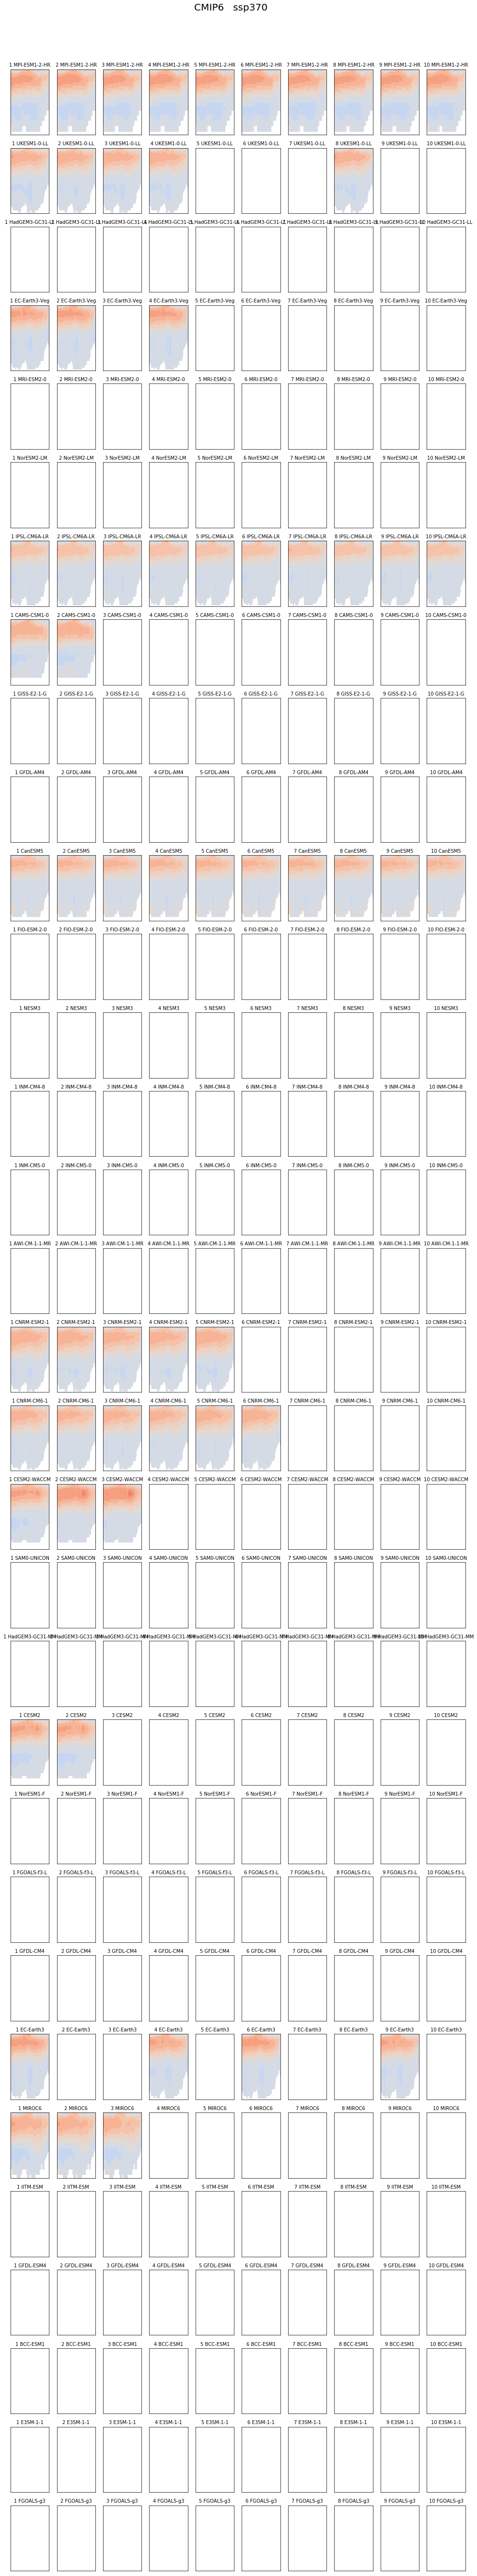 CMIP6   ssp370
1 MPI-ESM1-2-HR 2 MPI-ESM1-2-HR 3 MPI-ESM1-2-HR 4 MPI-ESM1-2-HR 5 MPI-ESM1-2-HR 6 MPI-ESM1-2-HR 7 MPI-ESM1-2-HR 8 MPI-ESM1-2-HR 9 MPI-ESM1-2-HR 10 MPI-ESM1-2-HR
1 UKESM1-0-LL 2 UKESM1-0-LL 3 UKESM1-0-LL 4 UKESM1-0-LL 5 UKESM1-0-LL 6 UKESM1-0-LL 7 UKESM1-0-LL 8 UKESM1-0-LL 9 UKESM1-0-LL 10 UKESM1-0-LL
1 HadGEM3-GC31-LL 2 HadGEM3-GC31-LL 3 HadGEM3-GC31-LL 4 HadGEM3-GC31-LL 5 HadGEM3-GC31-LL 6 HadGEM3-GC31-LL 7 HadGEM3-GC31-LL 8 HadGEM3-GC31-LL 9 HadGEM3-GC31-LL 10 HadGEM3-GC31-LL
1 EC-Earth3-Veg 2 EC-Earth3-Veg 3 EC-Earth3-Veg 4 EC-Earth3-Veg 5 EC-Earth3-Veg 6 EC-Earth3-Veg 7 EC-Earth3-Veg 8 EC-Earth3-Veg 9 EC-Earth3-Veg 10 EC-Earth3-Veg
1 MRI-ESM2-0 2 MRI-ESM2-0 3 MRI-ESM2-0 4 MRI-ESM2-0 5 MRI-ESM2-0 6 MRI-ESM2-0 7 MRI-ESM2-0 8 MRI-ESM2-0 9 MRI-ESM2-0 10 MRI-ESM2-0
1 NorESM2-LM 2 NorESM2-LM 3 NorESM2-LM 4 NorESM2-LM 5 NorESM2-LM 6 NorESM2-LM 7 NorESM2-LM 8 NorESM2-LM 9 NorESM2-LM 10 NorESM2-LM
1 IPSL-CM6A-LR 2 IPSL-CM6A-LR 3 IPSL-CM6A-LR 4 IPSL-CM6A-LR 5 IPSL-CM6A-LR 6 IPSL-CM6A-LR 7 IPSL-CM6A-LR 8 IPSL-CM6A-LR 9 IPSL-CM6A-LR 10 IPSL-CM6A-LR
1 CAMS-CSM1-0 2 CAMS-CSM1-0 3 CAMS-CSM1-0 4 CAMS-CSM1-0 5 CAMS-CSM1-0 6 CAMS-CSM1-0 7 CAMS-CSM1-0 8 CAMS-CSM1-0 9 CAMS-CSM1-0 10 CAMS-CSM1-0
1 GISS-E2-1-G 2 GISS-E2-1-G 3 GISS-E2-1-G 4 GISS-E2-1-G 5 GISS-E2-1-G 6 GISS-E2-1-G 7 GISS-E2-1-G 8 GISS-E2-1-G 9 GISS-E2-1-G 10 GISS-E2-1-G
1 GFDL-AM4 2 GFDL-AM4 3 GFDL-AM4 4 GFDL-AM4 5 GFDL-AM4 6 GFDL-AM4 7 GFDL-AM4 8 GFDL-AM4 9 GFDL-AM4 10 GFDL-AM4
1 CanESM5 2 CanESM5 3 CanESM5 4 CanESM5 5 CanESM5 6 CanESM5 7 CanESM5 8 CanESM5 9 CanESM5 10 CanESM5
1 FIO-ESM-2-0 2 FIO-ESM-2-0 3 FIO-ESM-2-0 4 FIO-ESM-2-0 5 FIO-ESM-2-0 6 FIO-ESM-2-0 7 FIO-ESM-2-0 8 FIO-ESM-2-0 9 FIO-ESM-2-0 10 FIO-ESM-2-0
1 NESM3 2 NESM3 3 NESM3 4 NESM3 5 NESM3 6 NESM3 7 NESM3 8 NESM3 9 NESM3 10 NESM3
1 INM-CM4-8 2 INM-CM4-8 3 INM-CM4-8 4 INM-CM4-8 5 INM-CM4-8 6 INM-CM4-8 7 INM-CM4-8 8 INM-CM4-8 9 INM-CM4-8 10 INM-CM4-8
1 INM-CM5-0 2 INM-CM5-0 3 INM-CM5-0 4 INM-CM5-0 5 INM-CM5-0 6 INM-CM5-0 7 INM-CM5-0 8 INM-CM5-0 9 INM-CM5-0 10 INM-CM5-0
1 AWI-CM-1-1-MR 2 AWI-CM-1-1-MR 3 AWI-CM-1-1-MR 4 AWI-CM-1-1-MR 5 AWI-CM-1-1-MR 6 AWI-CM-1-1-MR 7 AWI-CM-1-1-MR 8 AWI-CM-1-1-MR 9 AWI-CM-1-1-MR 10 AWI-CM-1-1-MR
1 CNRM-ESM2-1 2 CNRM-ESM2-1 3 CNRM-ESM2-1 4 CNRM-ESM2-1 5 CNRM-ESM2-1 6 CNRM-ESM2-1 7 CNRM-ESM2-1 8 CNRM-ESM2-1 9 CNRM-ESM2-1 10 CNRM-ESM2-1
1 CNRM-CM6-1 2 CNRM-CM6-1 3 CNRM-CM6-1 4 CNRM-CM6-1 5 CNRM-CM6-1 6 CNRM-CM6-1 7 CNRM-CM6-1 8 CNRM-CM6-1 9 CNRM-CM6-1 10 CNRM-CM6-1
1 CESM2-WACCM 2 CESM2-WACCM 3 CESM2-WACCM 4 CESM2-WACCM 5 CESM2-WACCM 6 CESM2-WACCM 7 CESM2-WACCM 8 CESM2-WACCM 9 CESM2-WACCM 10 CESM2-WACCM
1 SAM0-UNICON 2 SAM0-UNICON 3 SAM0-UNICON 4 SAM0-UNICON 5 SAM0-UNICON 6 SAM0-UNICON 7 SAM0-UNICON 8 SAM0-UNICON 9 SAM0-UNICON 10 SAM0-UNICON
1 HadGEM3-GC31-MM 2 HadGEM3-GC31-MM 3 HadGEM3-GC31-MM 4 HadGEM3-GC31-MM 5 HadGEM3-GC31-MM 6 HadGEM3-GC31-MM 7 HadGEM3-GC31-MM 8 HadGEM3-GC31-MM 9 HadGEM3-GC31-MM 10 HadGEM3-GC31-MM
1 CESM2 2 CESM2 3 CESM2 4 CESM2 5 CESM2 6 CESM2 7 CESM2 8 CESM2 9 CESM2 10 CESM2
1 NorESM1-F 2 NorESM1-F 3 NorESM1-F 4 NorESM1-F 5 NorESM1-F 6 NorESM1-F 7 NorESM1-F 8 NorESM1-F 9 NorESM1-F 10 NorESM1-F
1 FGOALS-f3-L 2 FGOALS-f3-L 3 FGOALS-f3-L 4 FGOALS-f3-L 5 FGOALS-f3-L 6 FGOALS-f3-L 7 FGOALS-f3-L 8 FGOALS-f3-L 9 FGOALS-f3-L 10 FGOALS-f3-L
1 GFDL-CM4 2 GFDL-CM4 3 GFDL-CM4 4 GFDL-CM4 5 GFDL-CM4 6 GFDL-CM4 7 GFDL-CM4 8 GFDL-CM4 9 GFDL-CM4 10 GFDL-CM4
1 EC-Earth3 2 EC-Earth3 3 EC-Earth3 4 EC-Earth3 5 EC-Earth3 6 EC-Earth3 7 EC-Earth3 8 EC-Earth3 9 EC-Earth3 10 EC-Earth3
1 MIROC6 2 MIROC6 3 MIROC6 4 MIROC6 5 MIROC6 6 MIROC6 7 MIROC6 8 MIROC6 9 MIROC6 10 MIROC6
1 IITM-ESM 2 IITM-ESM 3 IITM-ESM 4 IITM-ESM 5 IITM-ESM 6 IITM-ESM 7 IITM-ESM 8 IITM-ESM 9 IITM-ESM 10 IITM-ESM
1 GFDL-ESM4 2 GFDL-ESM4 3 GFDL-ESM4 4 GFDL-ESM4 5 GFDL-ESM4 6 GFDL-ESM4 7 GFDL-ESM4 8 GFDL-ESM4 9 GFDL-ESM4 10 GFDL-ESM4
1 BCC-ESM1 2 BCC-ESM1 3 BCC-ESM1 4 BCC-ESM1 5 BCC-ESM1 6 BCC-ESM1 7 BCC-ESM1 8 BCC-ESM1 9 BCC-ESM1 10 BCC-ESM1
1 E3SM-1-1 2 E3SM-1-1 3 E3SM-1-1 4 E3SM-1-1 5 E3SM-1-1 6 E3SM-1-1 7 E3SM-1-1 8 E3SM-1-1 9 E3SM-1-1 10 E3SM-1-1
1 FGOALS-g3 2 FGOALS-g3 3 FGOALS-g3 4 FGOALS-g3 5 FGOALS-g3 6 FGOALS-g3 7 FGOALS-g3 8 FGOALS-g3 9 FGOALS-g3 10 FGOALS-g3